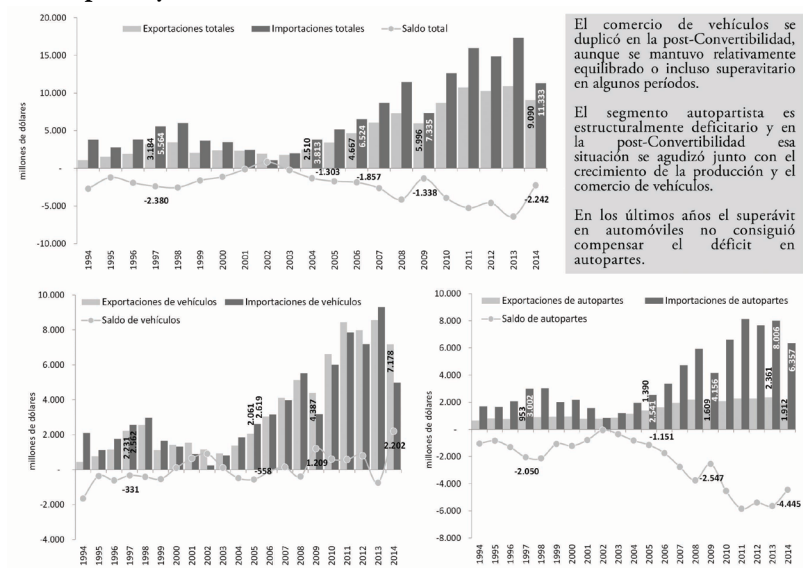 Exportaciones totales Importaciones totales Saldo total
20.000
15.000
10.000
5.000
-
-5.000
-10.000
millones de dólares
3.184
5.564
2.510
3.813
4.667
6.524
5.996
7.335
9.090
11.333
-2.380
-1.303
-1.857
-1.338
-2.242
1994 1995 1996 1997 1998 1999 2000 2001 2002 2003 2004 2005 2006 2007 2008 2009 2010 2011 2012 2013 2014
El comercio de vehículos se
duplicó en la post-Convertibilidad,
aunque se mantuvo relativamente
equilibrado o incluso superavitario
en algunos períodos.
El segmento autopartista es
estructuralmente deficitario y en
la post-Convertibilidad esa
situación se agudizó junto con el
crecimiento de la producción y el
comercio de vehículos.
En los últimos años el superávit
en automóviles no consiguió
compensar el déficit en
autopartes.
Exportaciones de vehículos Importaciones de vehículos
Saldo de vehículos
10.000
8.000
6.000
4.000
2.000
-
-2.000
-4.000
millones de dólares
2.231
2.562
2.061
2.619
4.387
7.178
-331
-558
1.209
2.202
1994 1995 1996 1997 1998 1999 2000 2001 2002 2003 2004 2005 2006 2007 2008 2009 2010 2011 2012 2013 2014
Exportaciones de autopartes Importaciones de autopartes
Saldo de autopartes
10.000
8.000
6.000
4.000
2.000
-
-2.000
-4.000
-6.000
-8.000
millones de dólares
953
3.002
1.390
2.541
1.609
4.156
2.361
8.006
1.912
6.357
-2.050
-1.151
-2.547
-4.445
1994 1995 1996 1997 1998 1999 2000 2001 2002 2003 2004 2005 2006 2007 2008 2009 2010 2011 2012 2013 2014